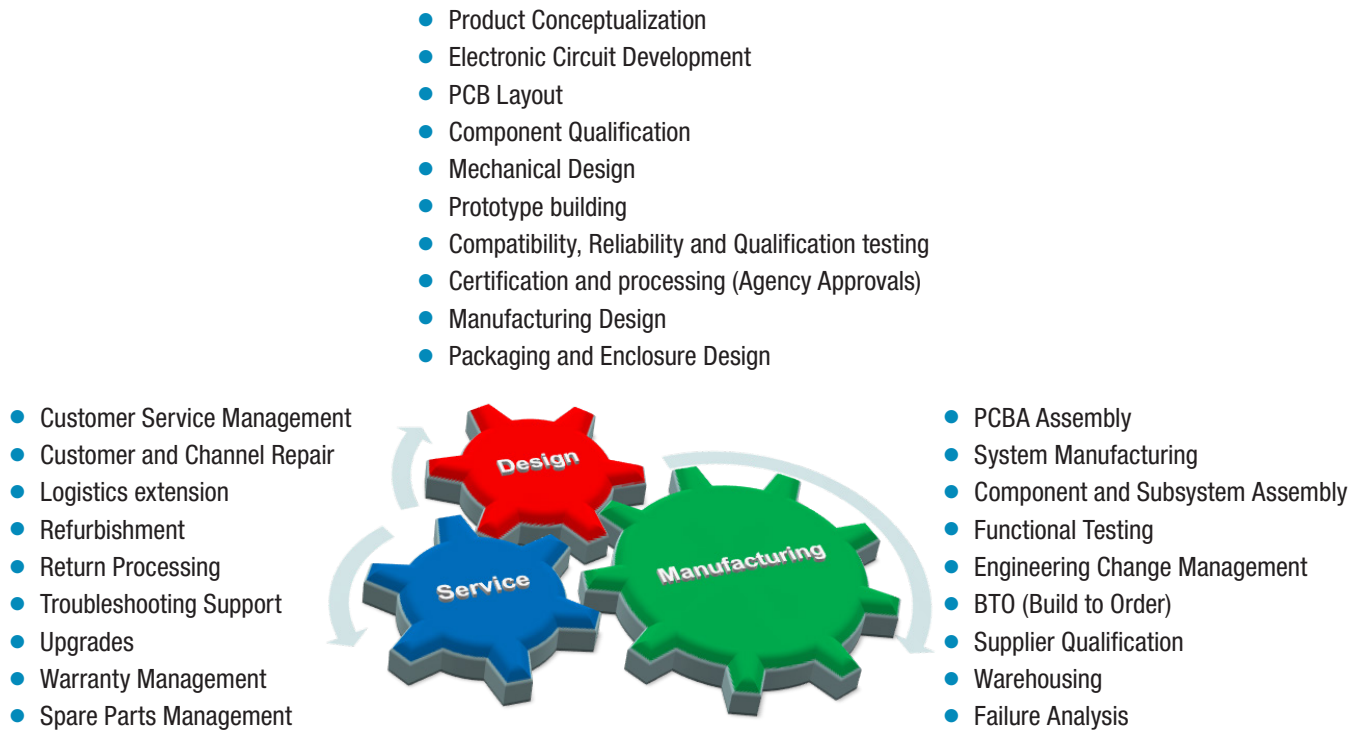 Product Conceptualization
Electronic Circuit Development
PCB Layout
Component Qualification
Mechanical Design
Prototype building
Compatibility, Reliability and Qualification testing
Certification and processing (Agency Approvals)
Manufacturing Design
Packaging and Enclosure Design
Customer Service Management
Customer and Channel Repair
Logistics extension
Refurbishment
Return Processing
Troubleshooting Support
Upgrades
Warranty Management
Spare Parts Management
Design
Service
Manufacturing
PCBA Assembly
System Manufacturing
Component and Subsystem Assembly
Functional Testing
Engineering Change Management
BTO (Build to Order)
Supplier Qualification
Warehousing
Failure Analysis